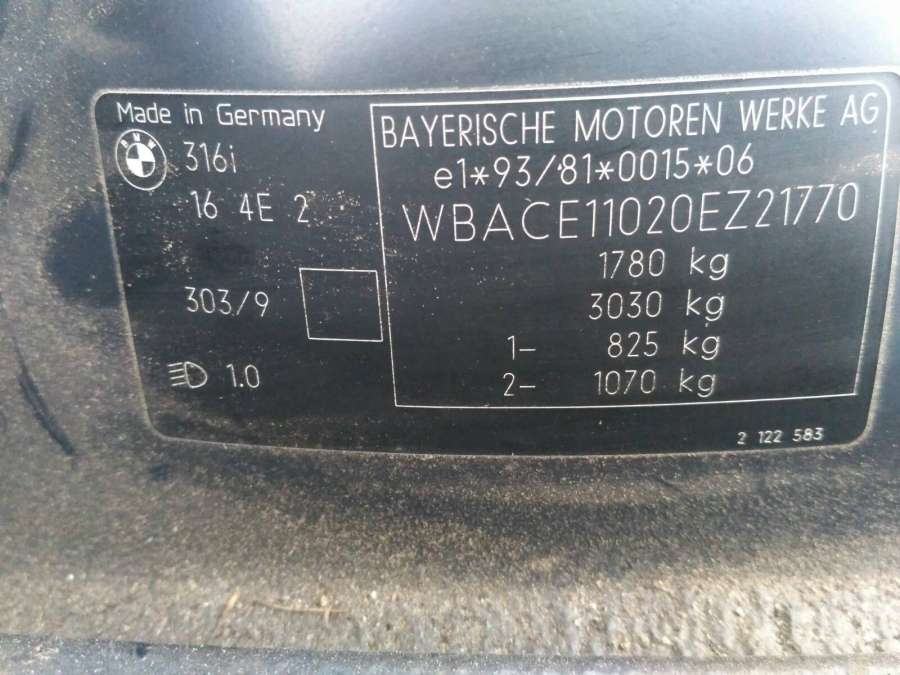 Made in Germany
BMW
316i
16 4E 2
303/9
1.0
BAYERISCHE MOTOREN WERKE AG
e1*93/81*0015*06
WBACE11020EZ21770
1780 kg
3030 kg
1- 825 kg
2- 1070 kg
2 122 583